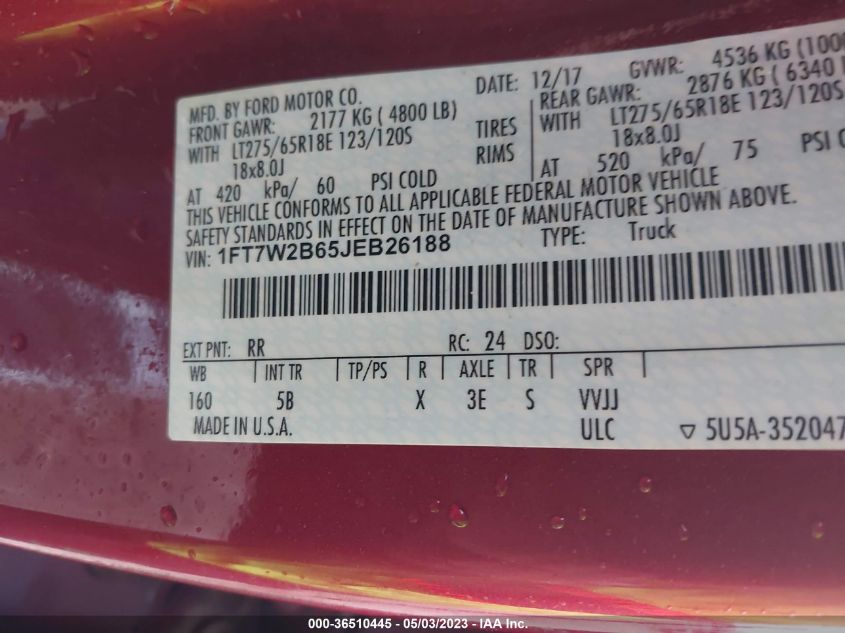 MFD. BY FORD MOTOR CO. DATE: 12/17 GVWR: 4536 KG (1000
FRONT GAWR: 2177 KG ( 4800 LB) REAR GAWR: 2876 KG ( 6340
WITH LT275/65R18E 123/120S TIRES WITH LT275/65R18E 123/120S
18x8.0J RIMS 18x8.0J
AT 420 kPa/ 60 PSI COLD AT 520 kPa/ 75 PSI
THIS VEHICLE CONFORMS TO ALL APPLICABLE FEDERAL MOTOR VEHICLE
SAFETY STANDARDS IN EFFECT ON THE DATE OF MANUFACTURE SHOWN ABOVE.
VIN: 1FT7W2B65JEB26188 TYPE: Truck
EXT PNT: RR RC: 24 DSO:
WB INT TR TP/PS R AXLE TR SPR
160 5B X 3E S VVJJ
MADE IN U.S.A. ULC ▽ 5U5A-352047
000-36510445 - 05/03/2023 - IAA Inc.